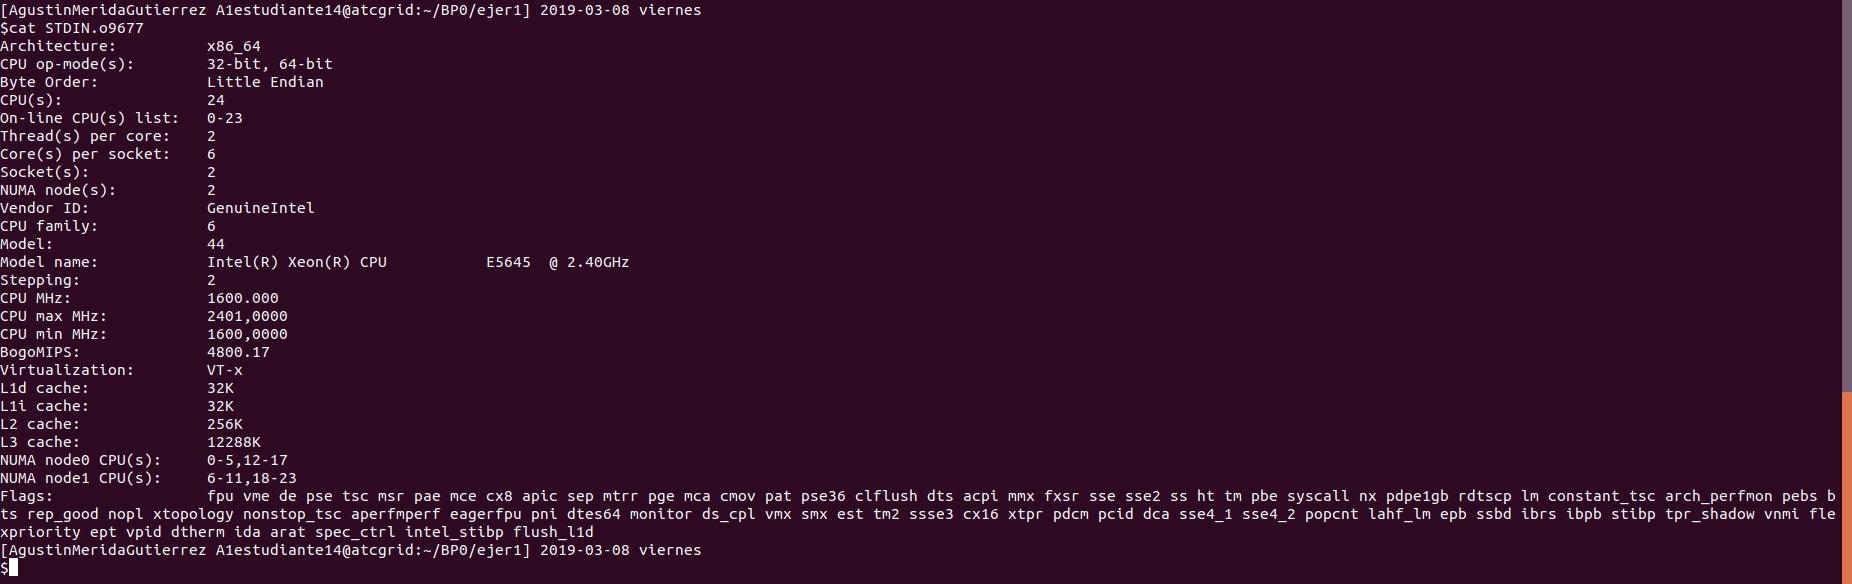 [AgustinMeridaGutierrez A1estudiante14@atcgrid:~/BP0/ejer1] 2019-03-08 viernes
$cat STDIN.o9677
Architecture:          x86_64
CPU op-mode(s):        32-bit, 64-bit
Byte Order:            Little Endian
CPU(s):                24
On-line CPU(s) list:   0-23
Thread(s) per core:    2
Core(s) per socket:    6
Socket(s):             2
NUMA node(s):          2
Vendor ID:             GenuineIntel
CPU family:            6
Model:                 44
Model name:            Intel(R) Xeon(R) CPU           E5645  @ 2.40GHz
Stepping:              2
CPU MHz:               1600.000
CPU max MHz:           2401,0000
CPU min MHz:           1600,0000
BogoMIPS:              4800.17
Virtualization:        VT-x
L1d cache:             32K
L1i cache:             32K
L2 cache:              256K
L3 cache:              12288K
NUMA node0 CPU(s):     0-5,12-17
NUMA node1 CPU(s):     6-11,18-23
Flags:                 fpu vme de pse tsc msr pae mce cx8 apic sep mtrr pge mca cmov pat pse36 clflush dts acpi mmx fxsr sse sse2 ss ht tm pbe syscall nx pdpe1gb rdtscp lm constant_tsc arch_perfmon pebs b
ts rep_good nopl xtopology nonstop_tsc aperfmperf eagerfpu pni dtes64 monitor ds_cpl vmx smx est tm2 ssse3 cx16 xtpr pdcm pcid dca sse4_1 sse4_2 popcnt lahf_lm epb ssbd ibrs ibpb stibp tpr_shadow vnmi fle
xpriority ept vpid dtherm ida arat spec_ctrl intel_stibp flush_l1d
[AgustinMeridaGutierrez A1estudiante14@atcgrid:~/BP0/ejer1] 2019-03-08 viernes
$